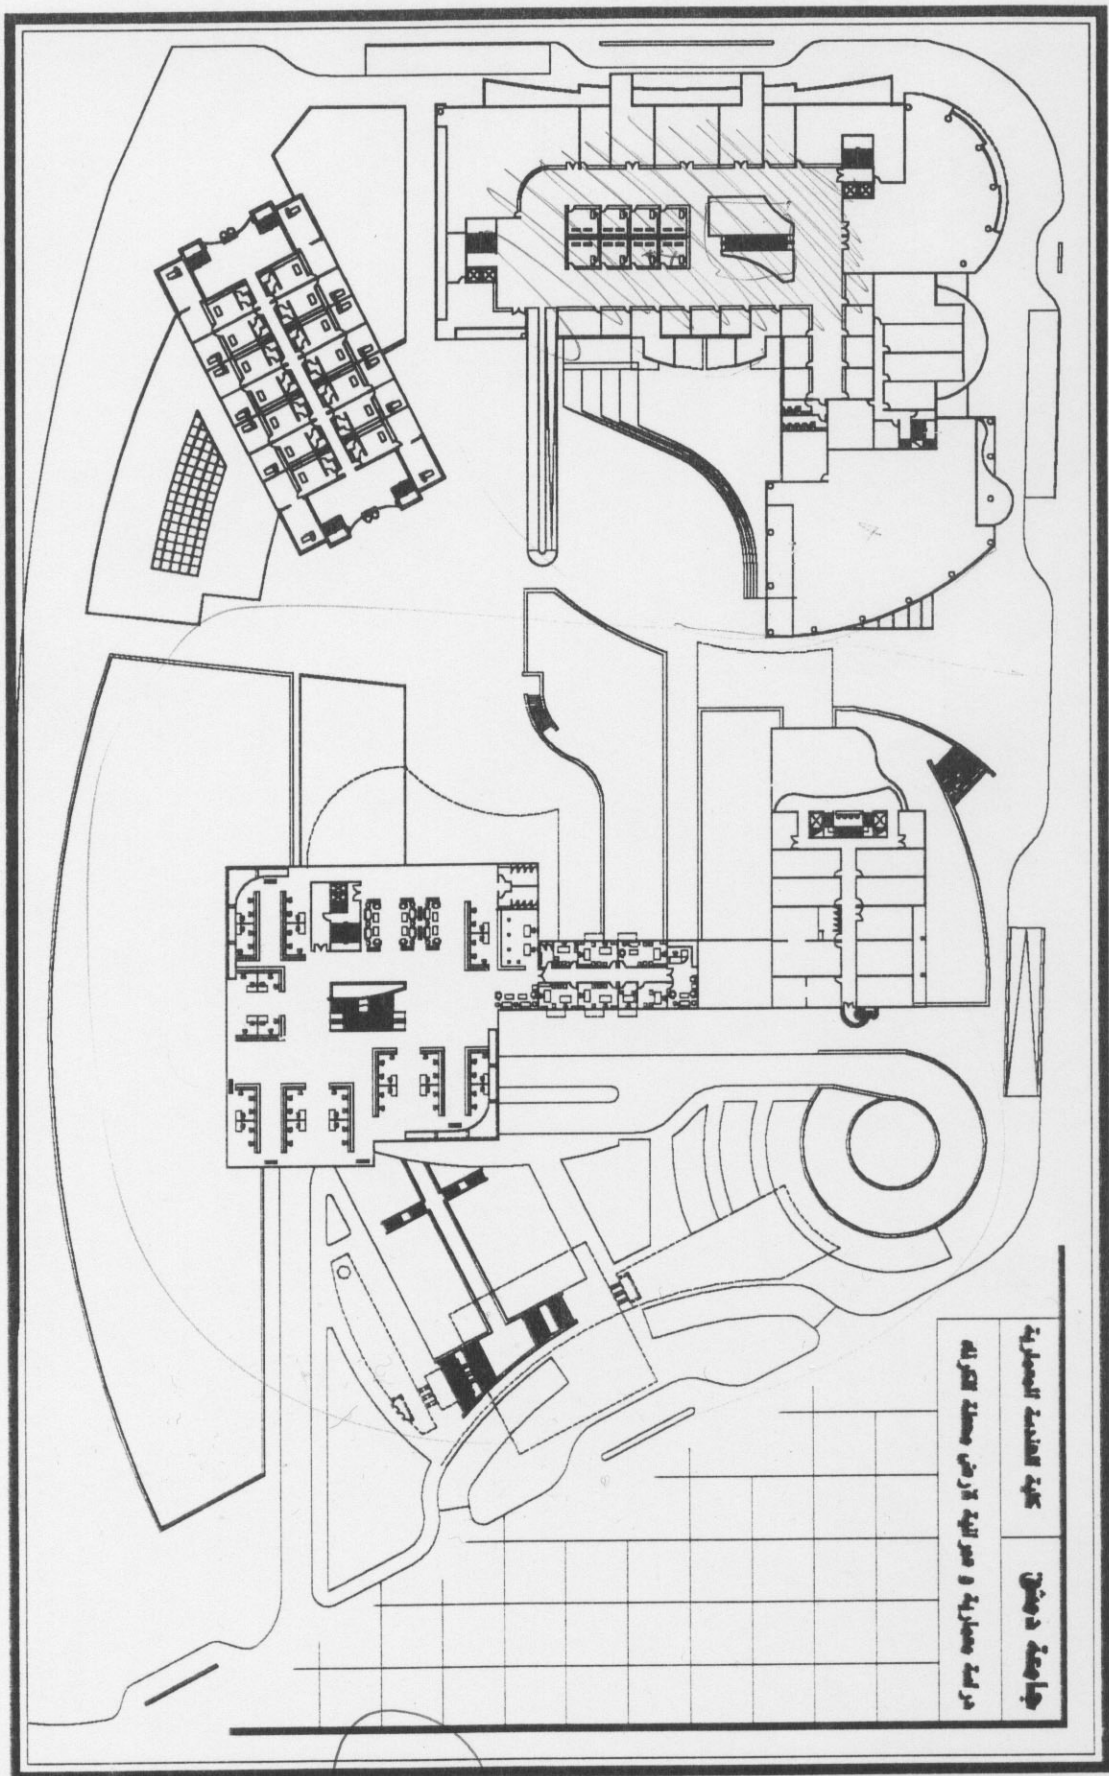 جامعة دمشق
كلية الهندسة المعمارية
دراسة معمارية و عمرانية لأرض محطة